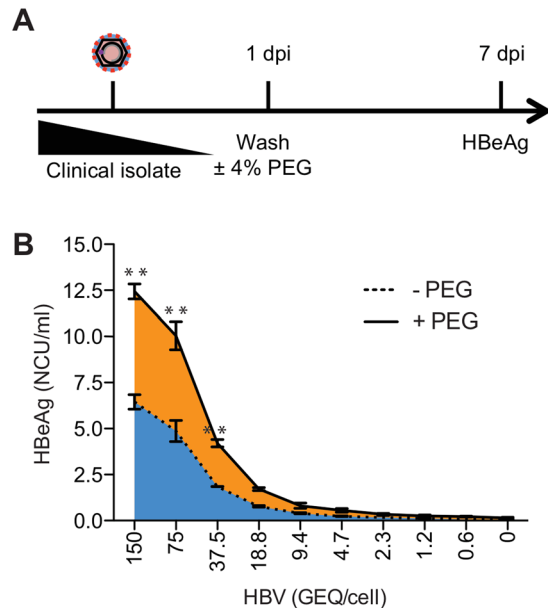 A
1 dpi
7 dpi
Clinical isolate
Wash
± 4% PEG
HBeAg
B
HBeAg (NCU/ml)
15.0
12.5
10.0
7.5
5.0
2.5
0.0
**
**
**
- PEG
+ PEG
150
75
37.5
18.8
9.4
4.7
2.3
1.2
0.6
0
HBV (GEQ/cell)